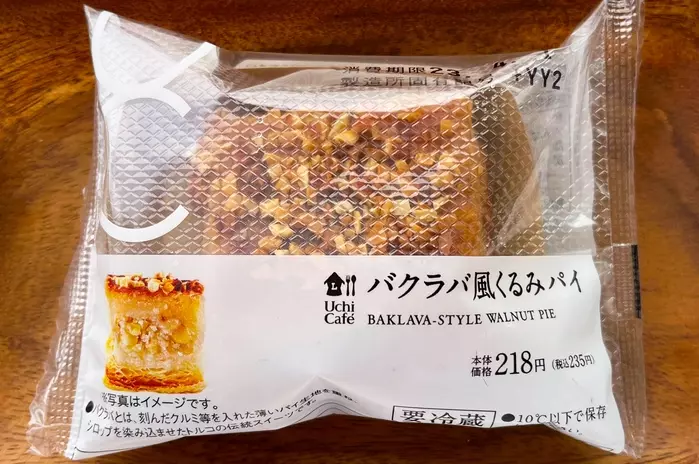 消費期限23.
製造所固有記号 YY2
Uchi
Café
バクラバ風くるみパイ
BAKLAVA-STYLE WALNUT PIE
本体価格 218円 (税込235円)
※写真はイメージです。
●バクラバとは、刻んだクルミ等を入れた薄いパイ生地を重ね、
シロップを染み込ませたトルコの伝統スイーツです。
要冷蔵 ●10℃以下で保存